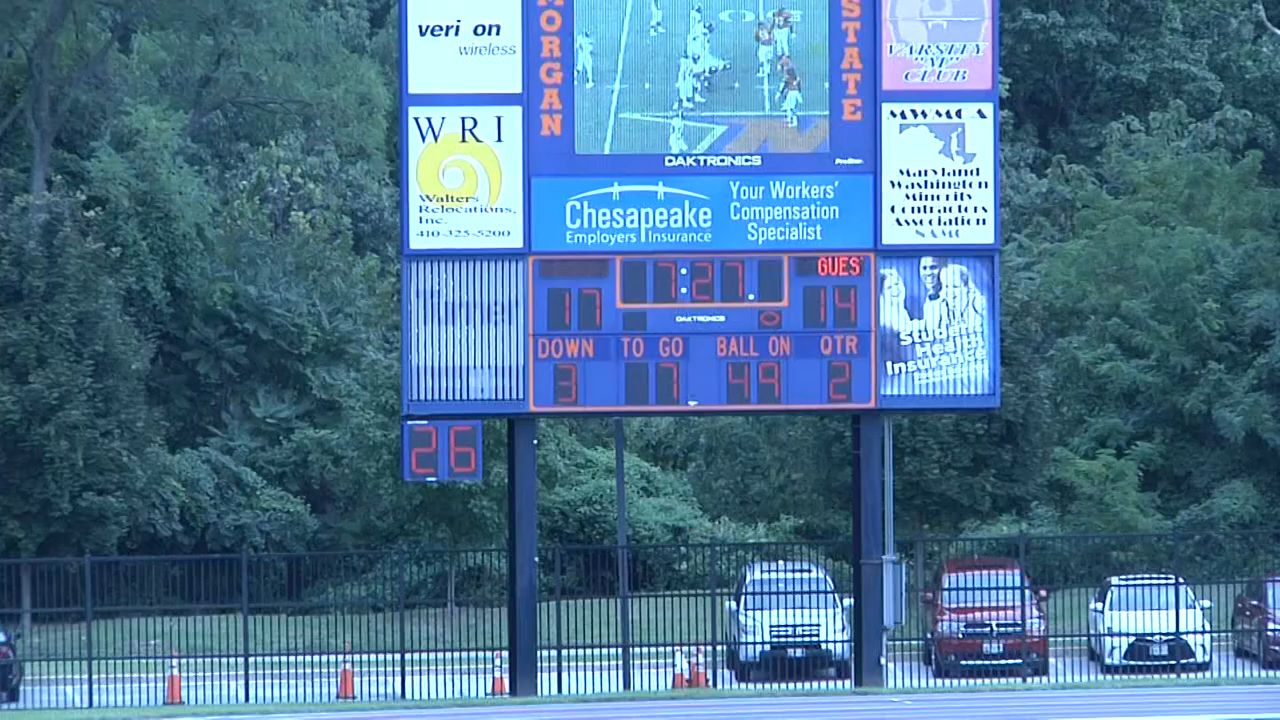 veri on
wireless
MORGAN
STATE
VARSITY
"M"
CLUB
WRI
Walters
Relocations,
Inc.
410-325-5200
DAKTRONICS
MWMCA
Maryland
Washington
Minority
Contractors
Association
Chesapeake
Employers Insurance
Your Workers'
Compensation
Specialist
7:27
GUES
17
14
DAKTRONICS
DOWN TO GO BALL ON QTR
3 7 49 2
Student
Health
Insurance
26